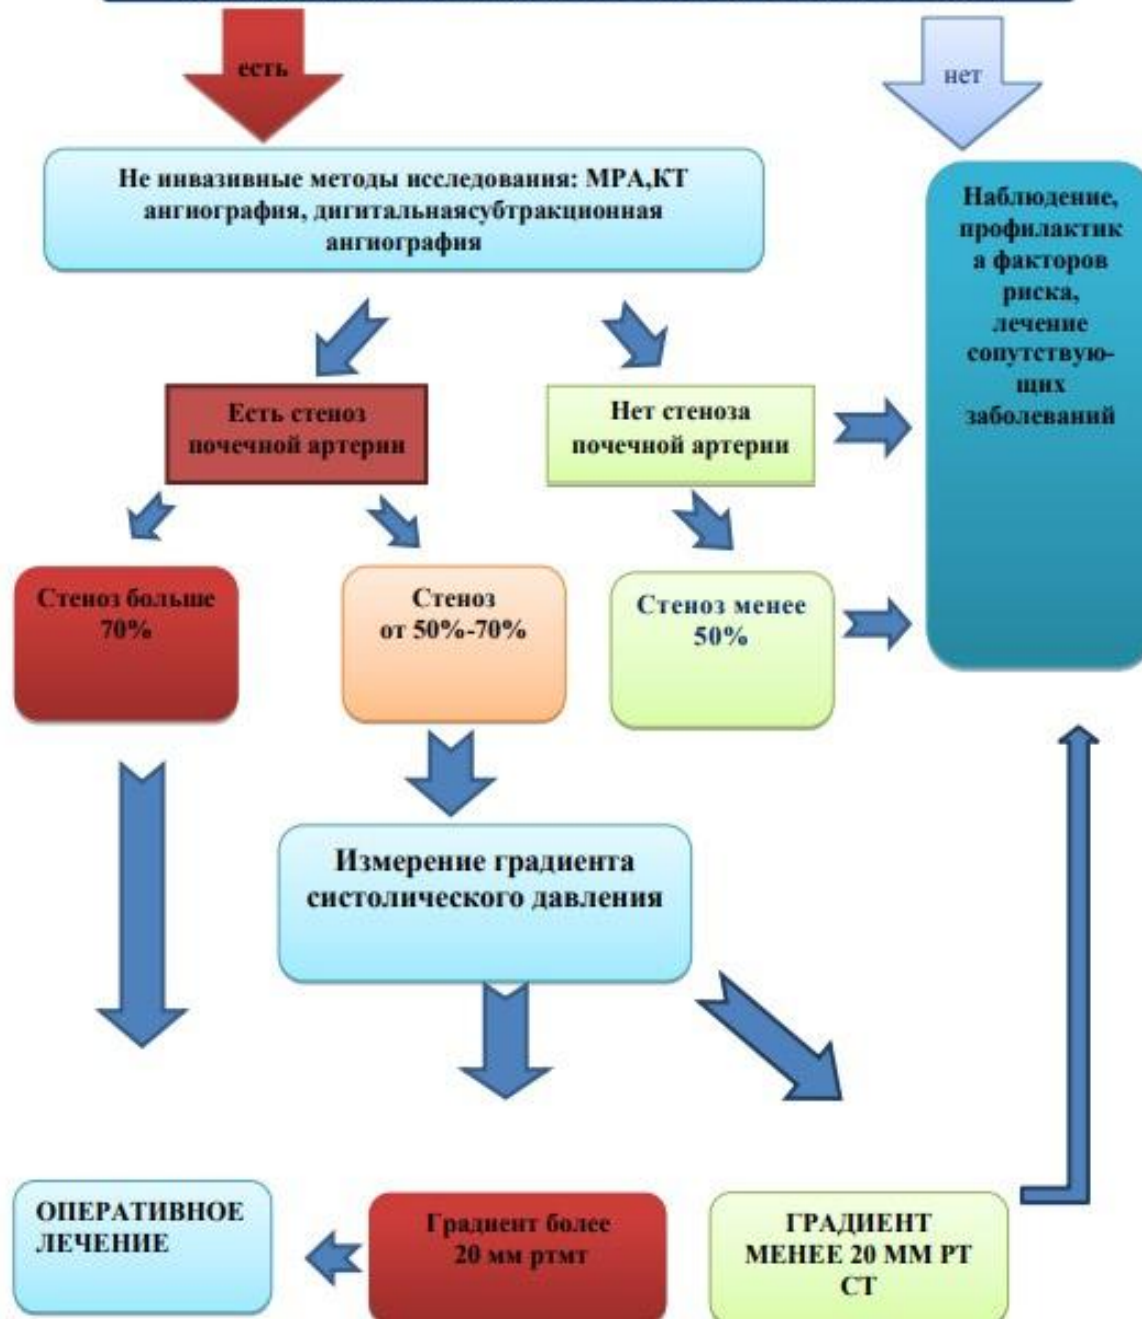 есть
нет
Не инвазивные методы исследования: МРА,КТ
ангиография, дигитальнаясубтракционная
ангиография
Наблюдение,
профилактик
а факторов
риска,
лечение
сопутствую-
щих
заболеваний
Есть стеноз
почечной артерии
Нет стеноза
почечной артерии
Стеноз больше
70%
Стеноз
от 50%-70%
Стеноз менее
50%
Измерение градиента
систолического давления
ОПЕРАТИВНОЕ
ЛЕЧЕНИЕ
Градиент более
20 мм ртмт
ГРАДИЕНТ
МЕНЕЕ 20 ММ РТ
СТ